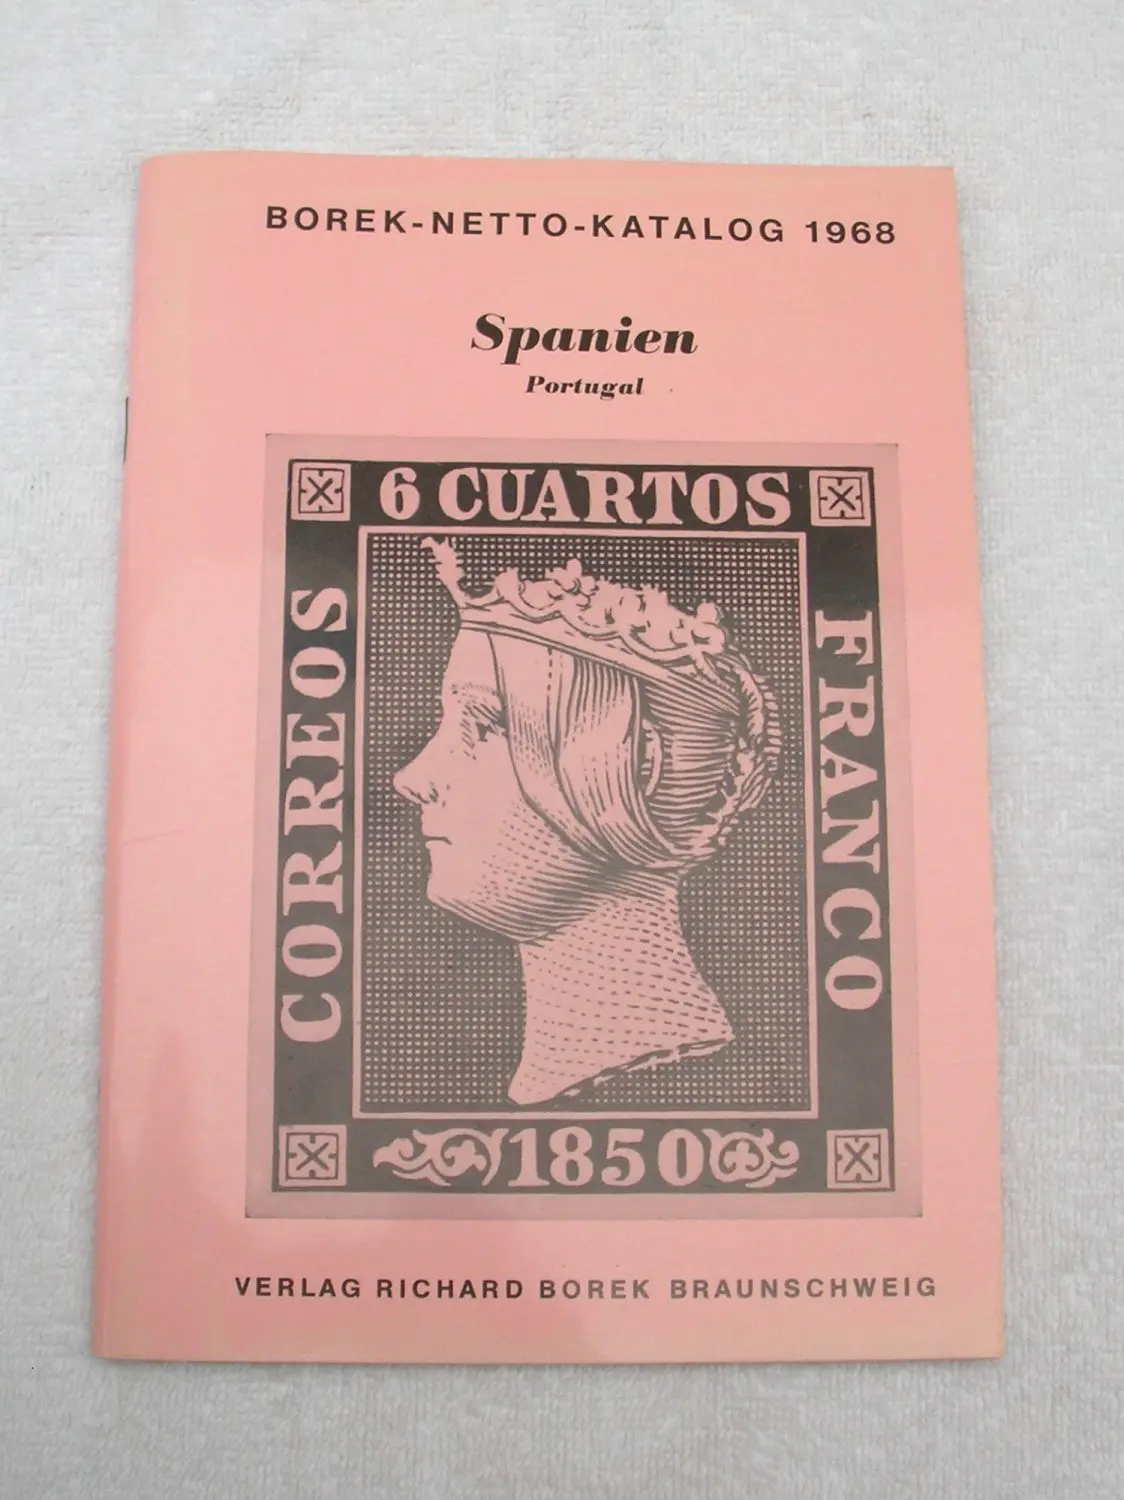 BOREK-NETTO-KATALOG 1968
Spanien
Portugal
6 CUARTOS
CORREOS
FRANCO
1850
VERLAG RICHARD BOREK BRAUNSCHWEIG